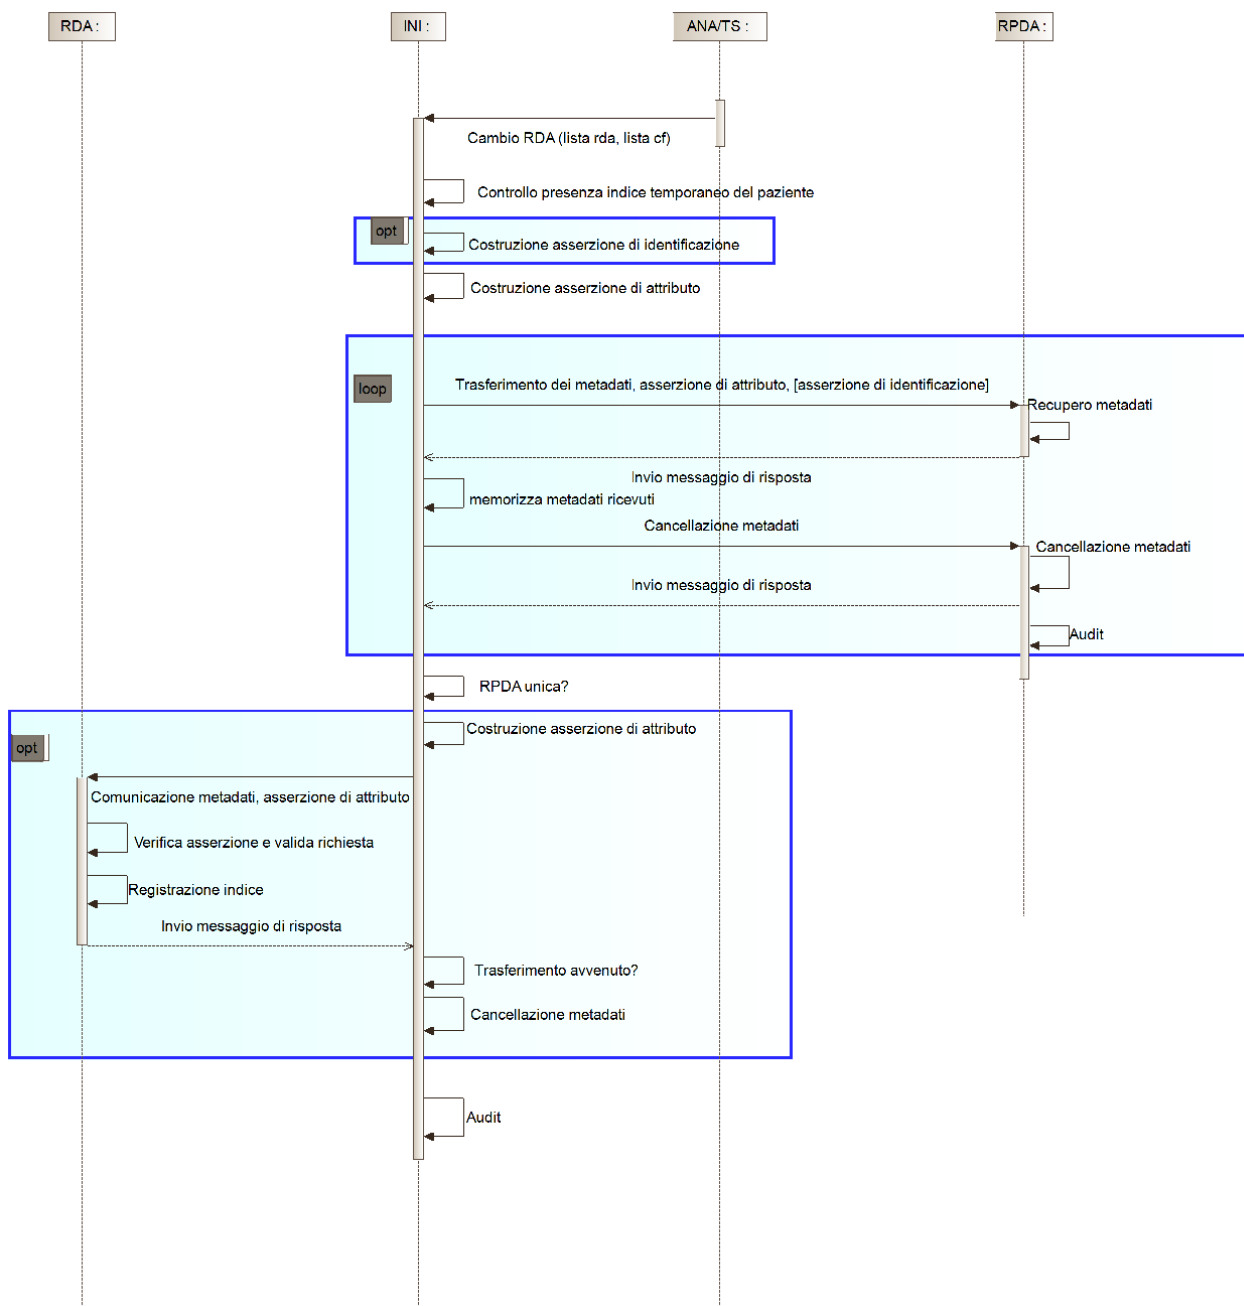 RDA :
INI :
ANA/TS :
RPDA :
Cambio RDA (lista rda, lista cf)
Controllo presenza indice temporaneo del paziente
opt
Costruzione asserzione di identificazione
Costruzione asserzione di attributo
loop
Trasferimento dei metadati, asserzione di attributo, [asserzione di identificazione]
Recupero metadati
Invio messaggio di risposta
memorizza metadati ricevuti
Cancellazione metadati
Cancellazione metadati
Invio messaggio di risposta
Audit
RPDA unica?
Costruzione asserzione di attributo
opt
Comunicazione metadati, asserzione di attributo
Verifica asserzione e valida richiesta
Registrazione indice
Invio messaggio di risposta
Trasferimento avvenuto?
Cancellazione metadati
Audit